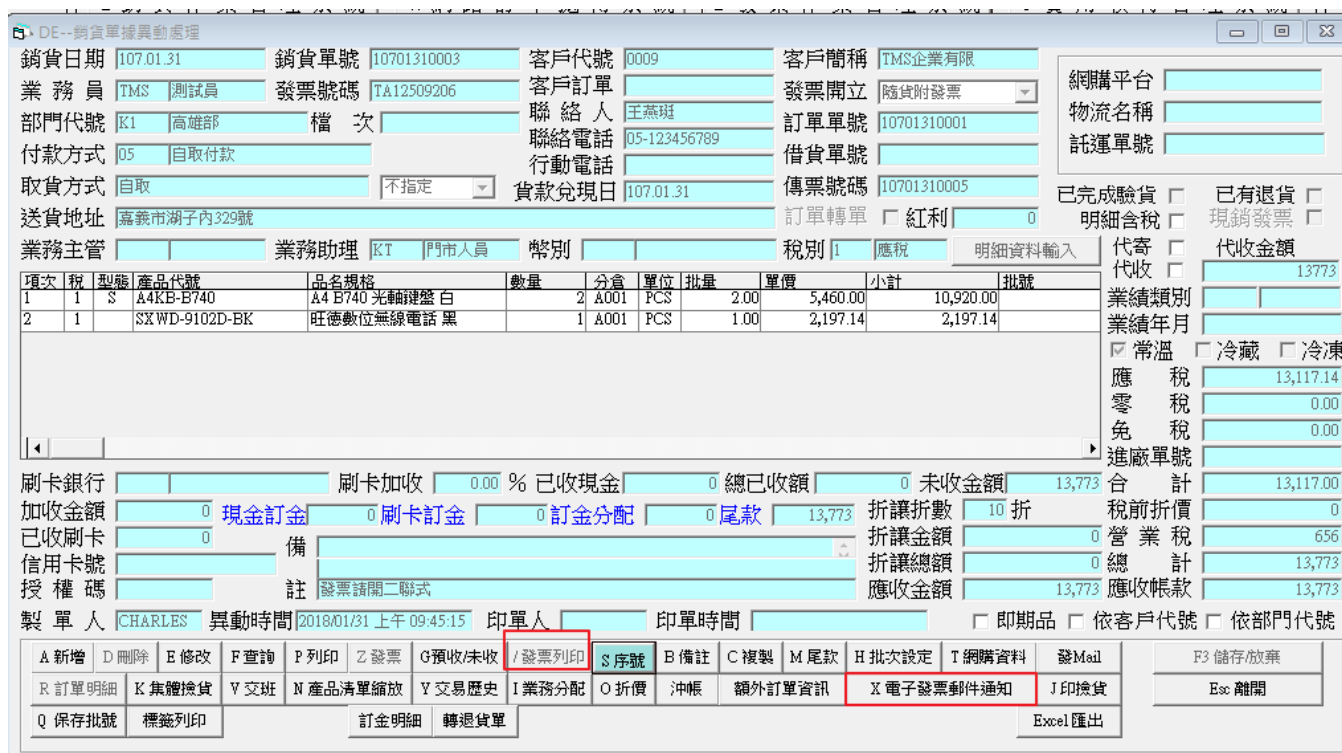 DE--銷貨單據異動處理
銷貨日期 107.01.31 銷貨單號 10701310003 客戶代號 0009 客戶簡稱 TMS企業有限
業務員 TMS 測試員 發票號碼 TA12509206 客戶訂單 發票開立 隨貨附發票
部門代號 K1 高雄部 檔次 聯絡人 王燕珽 訂單單號 10701310001
聯絡電話 05-123456789
付款方式 05 自取付款 行動電話 借貨單號
取貨方式 自取 不指定 貨款兌現日 107.01.31 傳票號碼 10701310005
送貨地址 嘉義市湖子內329號 訂單轉單 紅利 0
業務主管 業務助理 KT 門市人員 幣別 稅別 1 應稅 明細資料輸入
網購平台
物流名稱
託運單號
已完成驗貨 已有退貨
明細含稅 現銷發票
代寄 代收金額
代收 13773
業績類別
業績年月
常溫 冷藏 冷凍
應稅 13,117.14
零稅 0.00
免稅 0.00
進廠單號
項次 稅 型態 產品代號 品名規格 數量 分倉 單位 批量 單價 小計 批號
1 1 S A4KB-B740 A4 B740 光軸鍵盤 白 2 A001 PCS 2.00 5,460.00 10,920.00
2 1 SXWD-9102D-BK 旺德數位無線電話 黑 1 A001 PCS 1.00 2,197.14 2,197.14
刷卡銀行 刷卡加收 0.00 % 已收現金 0 總已收額 0 未收金額 13,773 合計 13,117.00
加收金額 0 現金訂金 0 刷卡訂金 0 訂金分配 0 尾款 13,773 折讓折數 10 折 稅前折價 0
已收刷卡 0 備 折讓金額 0 營業稅 656
信用卡號 折讓總額 0 總計 13,773
授權碼 註 發票請開二聯式 應收金額 13,773 應收帳款 13,773
製單人 CHARLES 異動時間 2018/01/31 上午 09:45:15 印單人 印單時間 即期品 依客戶代號 依部門代號
A 新增 D 刪除 E 修改 F 查詢 P 列印 Z 發票 G預收/未收 / 發票列印 S 序號 B 備註 C 複製 M 尾款 H 批次設定 T 網購資料 發Mail F3 儲存/放棄
R 訂單明細 K 集體撿貨 V 交班 N 產品清單縮放 Y 交易歷史 I 業務分配 O 折價 沖帳 額外訂單資訊 X 電子發票郵件通知 J 印撿貨 Esc 離開
Q 保存批號 標籤列印 訂金明細 轉退貨單 Excel 匯出